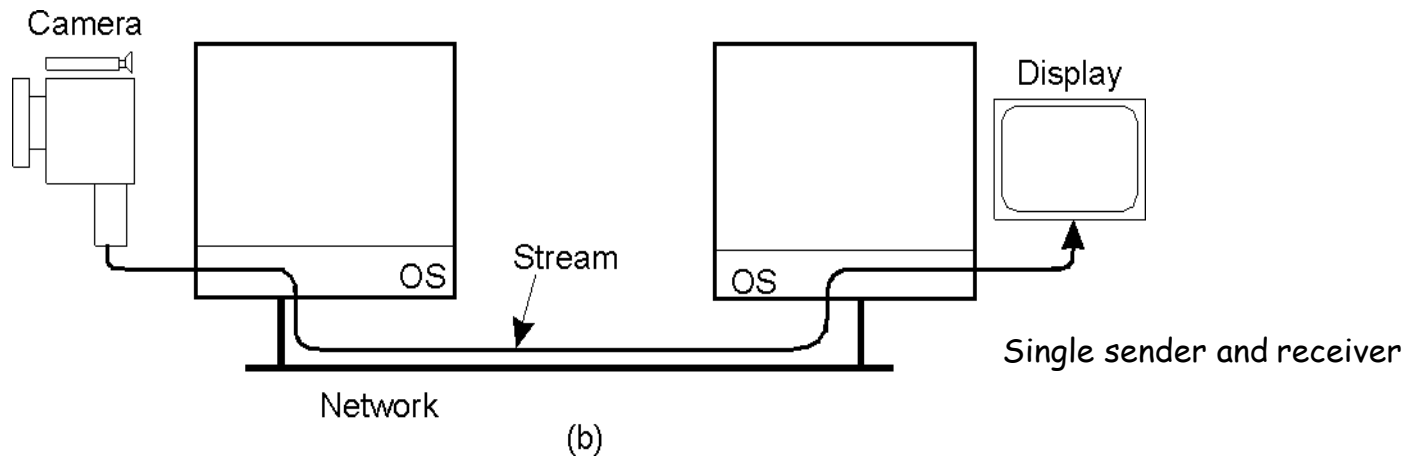 Camera
Display
OS
Stream
OS
Single sender and receiver
Network
(b)